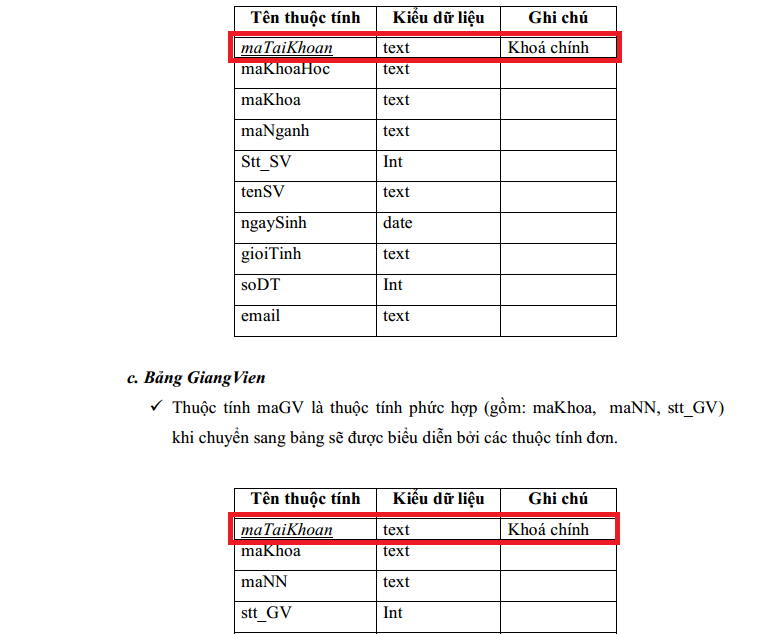 Tên thuộc tính Kiểu dữ liệu Ghi chú
maTaiKhoan text Khoá chính
maKhoaHoc text
maKhoa text
maNganh text
Stt_SV Int
tenSV text
ngaySinh date
gioiTinh text
soDT Int
email text
c. Bảng GiangVien
✓ Thuộc tính maGV là thuộc tính phức hợp (gồm: maKhoa, maNN, stt_GV)
khi chuyển sang bảng sẽ được biểu diễn bởi các thuộc tính đơn.
Tên thuộc tính Kiểu dữ liệu Ghi chú
maTaiKhoan text Khoá chính
maKhoa text
maNN text
stt_GV Int